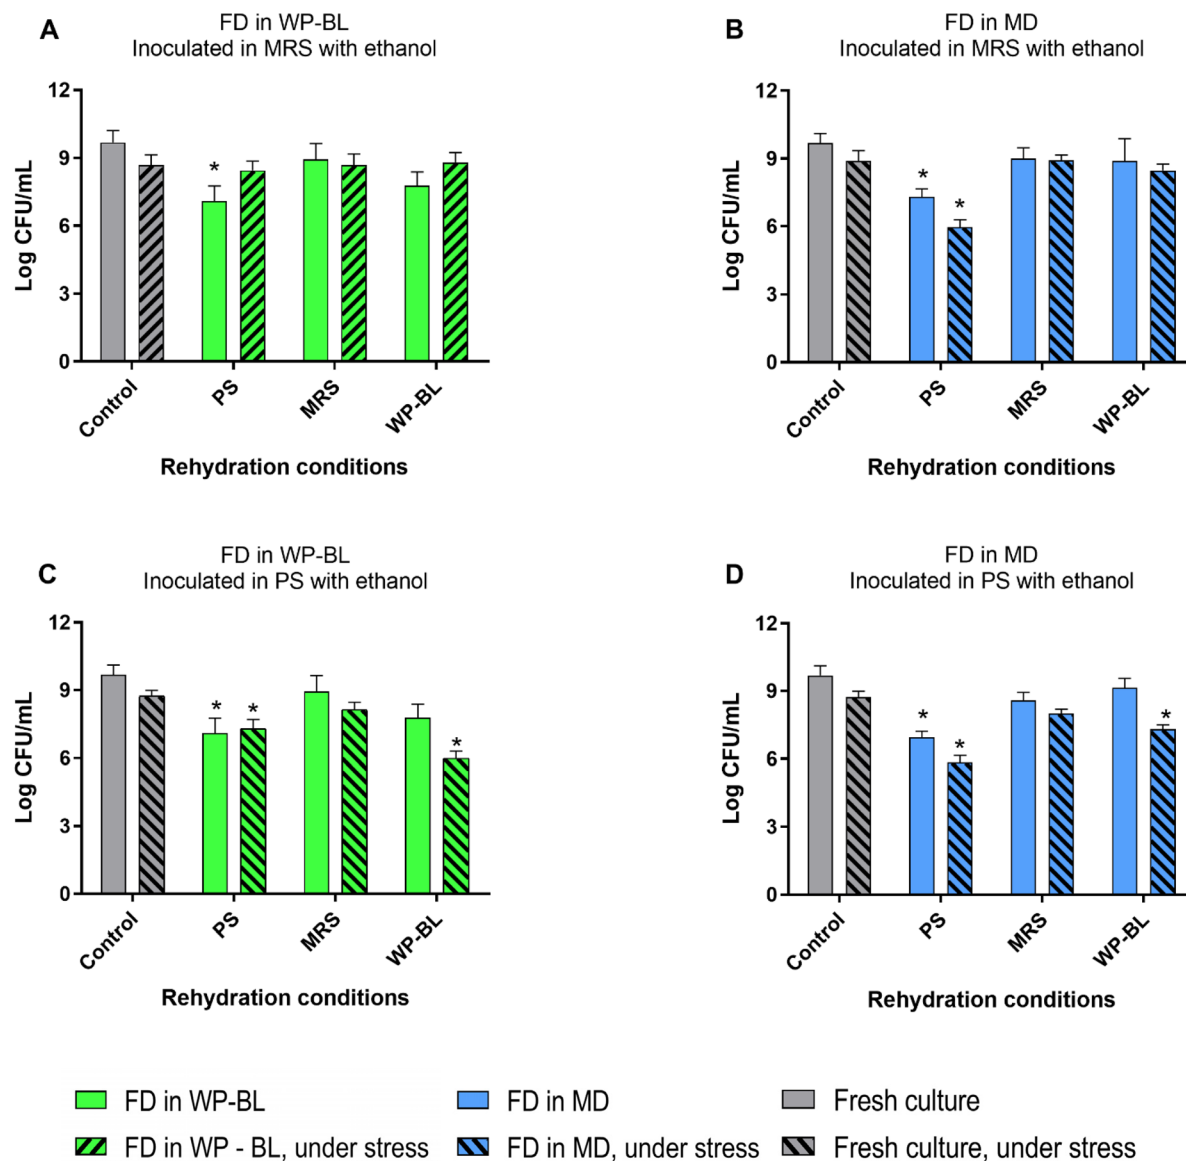 A
FD in WP-BL
Inoculated in MRS with ethanol
Log CFU/mL
12
9
6
3
0
*
Control
PS
MRS
WP-BL
Rehydration conditions
B
FD in MD
Inoculated in MRS with ethanol
Log CFU/mL
12
9
6
3
0
*
*
Control
PS
MRS
WP-BL
Rehydration conditions
C
FD in WP-BL
Inoculated in PS with ethanol
Log CFU/mL
12
9
6
3
0
* *
*
Control
PS
MRS
WP-BL
Rehydration conditions
D
FD in MD
Inoculated in PS with ethanol
Log CFU/mL
12
9
6
3
0
*
*
*
Control
PS
MRS
WP-BL
Rehydration conditions
FD in WP-BL
FD in MD
Fresh culture
FD in WP - BL, under stress
FD in MD, under stress
Fresh culture, under stress